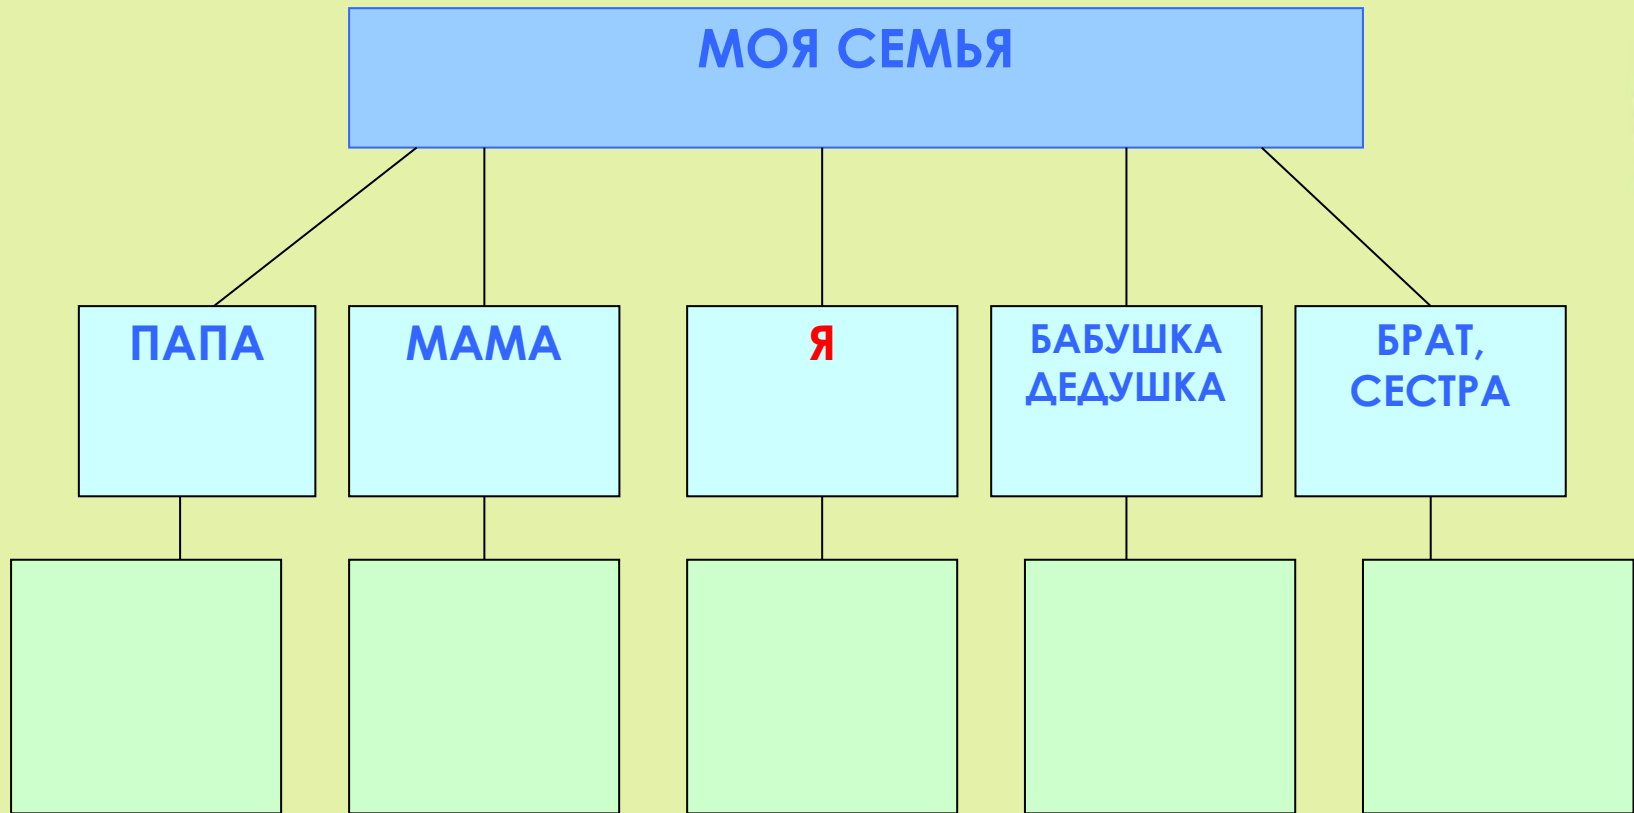 МОЯ СЕМЬЯ
ПАПА
МАМА
Я
БАБУШКА
ДЕДУШКА
БРАТ,
СЕСТРА